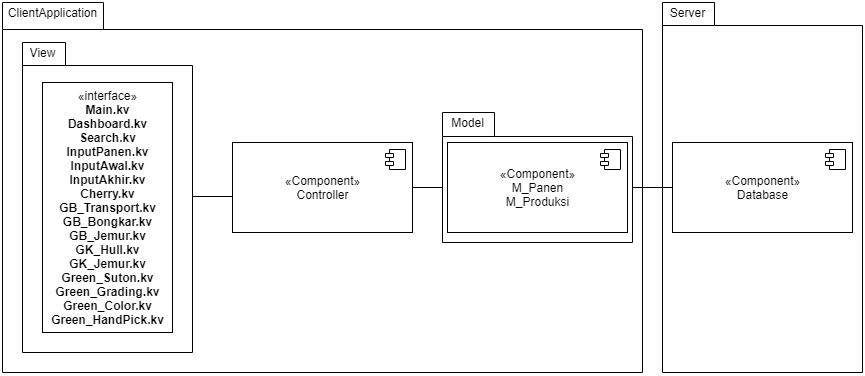 ClientApplication
View
«interface»
Main.kv
Dashboard.kv
Search.kv
InputPanen.kv
InputAwal.kv
InputAkhir.kv
Cherry.kv
GB_Transport.kv
GB_Bongkar.kv
GB_Jemur.kv
GK_Hull.kv
GK_Jemur.kv
Green_Suton.kv
Green_Grading.kv
Green_Color.kv
Green_HandPick.kv
«Component»
Controller
Model
«Component»
M_Panen
M_Produksi
Server
«Component»
Database